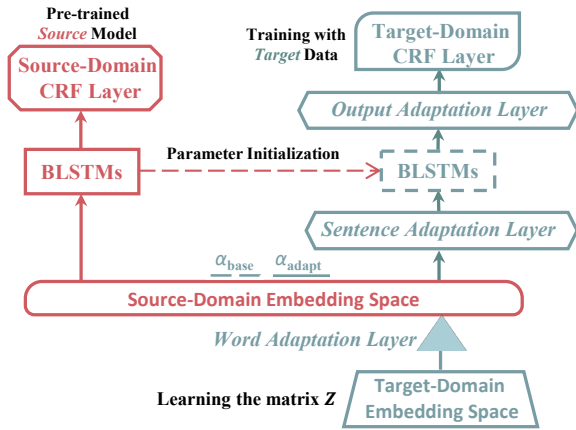 Pre-trained
Source Model
Source-Domain
CRF Layer
Training with
Target Data
Target-Domain
CRF Layer
Output Adaptation Layer
BLSTMs
Parameter Initialization
BLSTMs
Sentence Adaptation Layer
α_base α_adapt
Source-Domain Embedding Space
Word Adaptation Layer
Learning the matrix Z
Target-Domain
Embedding Space